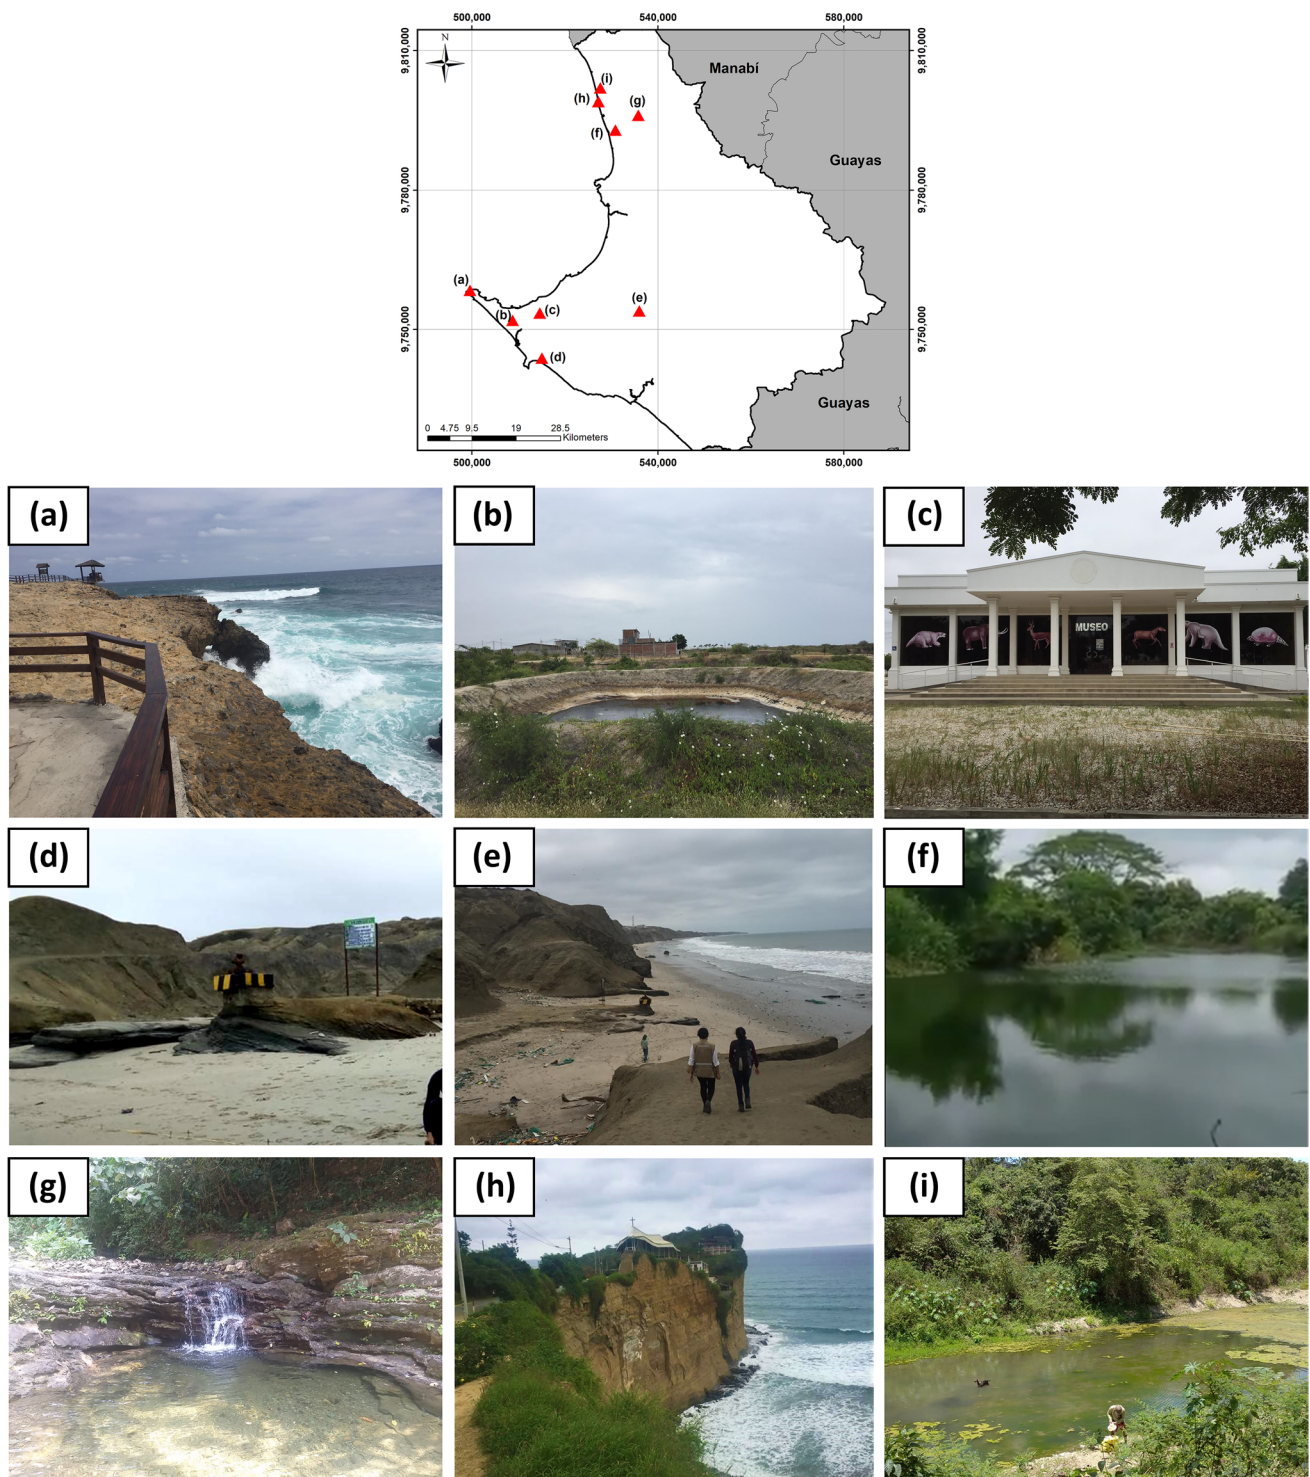 500,000 540,000 580,000
N
9,810,000
9,810,000
Manabí
(i)
(h)
(g)
(f)
Guayas
9,780,000
9,780,000
(a)
(b)
(c)
(e)
9,750,000
9,750,000
(d)
Guayas
0 4.75 9.5 19 28.5
Kilometers
500,000 540,000 580,000
(a)
(b)
(c)
MUSEO
(d)
(e)
(f)
(g)
(h)
(i)